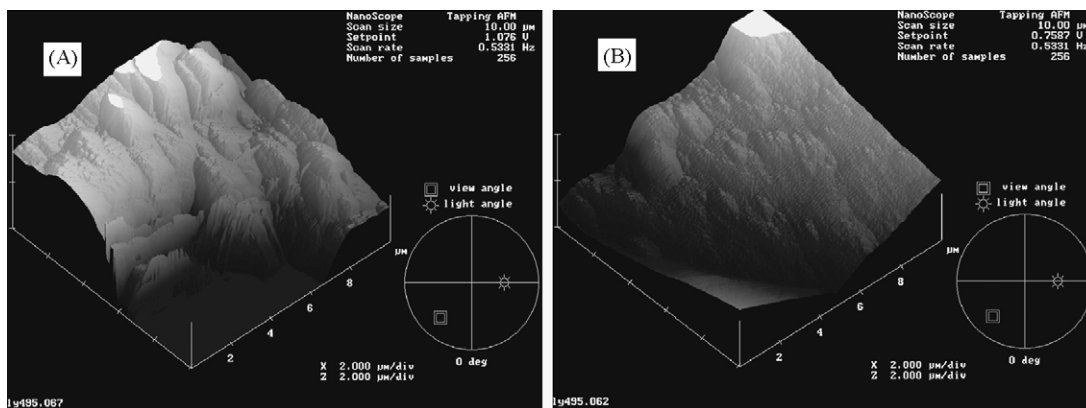 (A)
NanoScope Tapping AFM
Scan size 10.00 µm
Setpoint 1.076 V
Scan rate 0.5331 Hz
Number of samples 256
view angle
light angle
µm
8
6
4
2
0 deg
X 2.000 µm/div
Z 2.000 µm/div
ly495.067
(B)
NanoScope Tapping AFM
Scan size 10.00 µm
Setpoint 0.7587 V
Scan rate 0.5331 Hz
Number of samples 256
view angle
light angle
µm
8
6
4
2
0 deg
X 2.000 µm/div
Z 2.000 µm/div
ly495.062